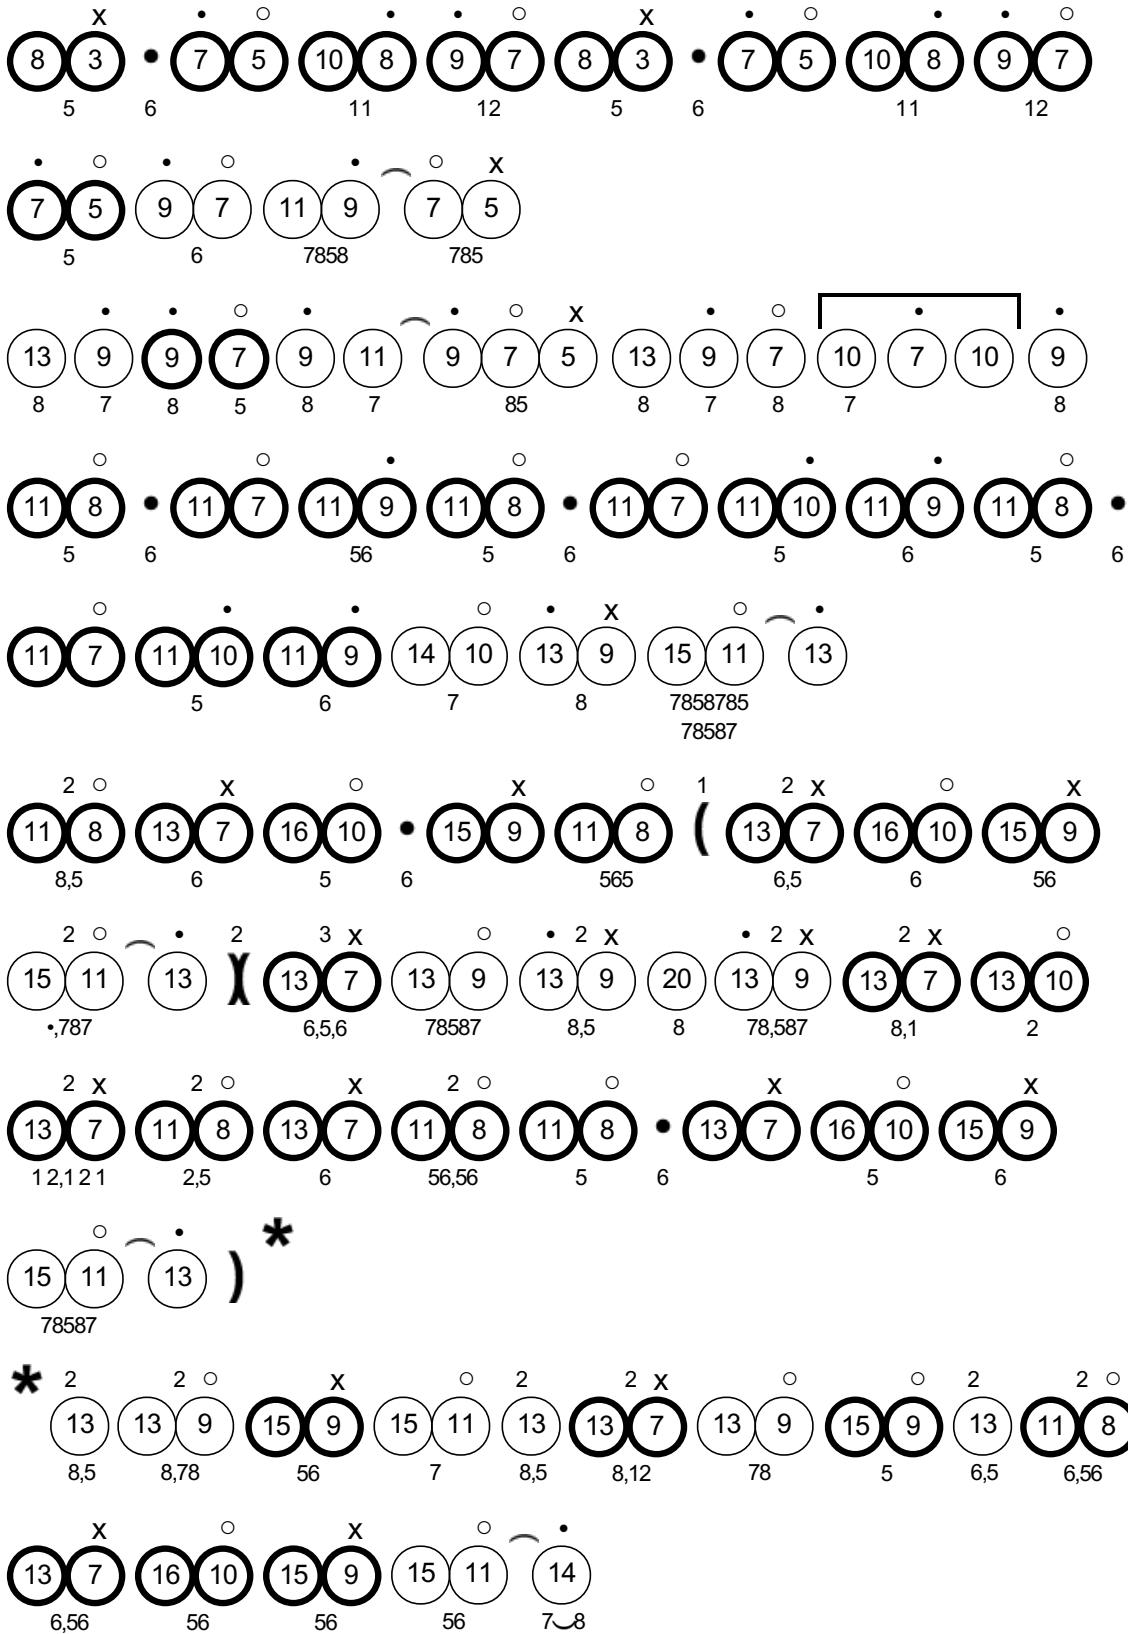 x • ○ • • ○ x • ○ • • ○
8 3 • 7 5 10 8 9 7 8 3 • 7 5 10 8 9 7
5 6 11 12 5 6 11 12
• ○ • ○ • ○ x
7 5 9 7 11 9 7 5
5 6 7858 785
• • ○ • • ○ x • ○ • •
13 9 9 7 9 11 9 7 5 13 9 7 10 7 10 9
8 7 8 5 8 7 85 8 7 8 7 8
○ ○ • ○ ○ • • ○
11 8 • 11 7 11 9 11 8 • 11 7 11 10 11 9 11 8 •
5 6 56 5 6 5 6 5 6
○ • • ○ • x ○ •
11 7 11 10 11 9 14 10 13 9 15 11 13
5 6 7 8 7858785
78587
2 ○ x ○ x ○ 1 2 x ○ x
11 8 13 7 16 10 • 15 9 11 8 ( 13 7 16 10 15 9
8,5 6 5 6 565 6,5 6 56
2 ○ • 2 3 x ○ • 2 x • 2 x 2 x ○
15 11 13 )( 13 7 13 9 13 9 20 13 9 13 7 13 10
•,787 6,5,6 78587 8,5 8 78,587 8,1 2
2 x 2 ○ x 2 ○ ○ x ○ x
13 7 11 8 13 7 11 8 11 8 • 13 7 16 10 15 9
1 2,1 2 1 2,5 6 56,56 5 6 5 6
○ • *
15 11 13 )
78587
* 2 2 ○ x ○ 2 2 x ○ ○ 2 2 ○
13 13 9 15 9 15 11 13 13 7 13 9 15 9 13 11 8
8,5 8,78 56 7 8,5 8,12 78 5 6,5 6,56
x ○ x ○ •
13 7 16 10 15 9 15 11 14
6,56 56 56 56 7‿8